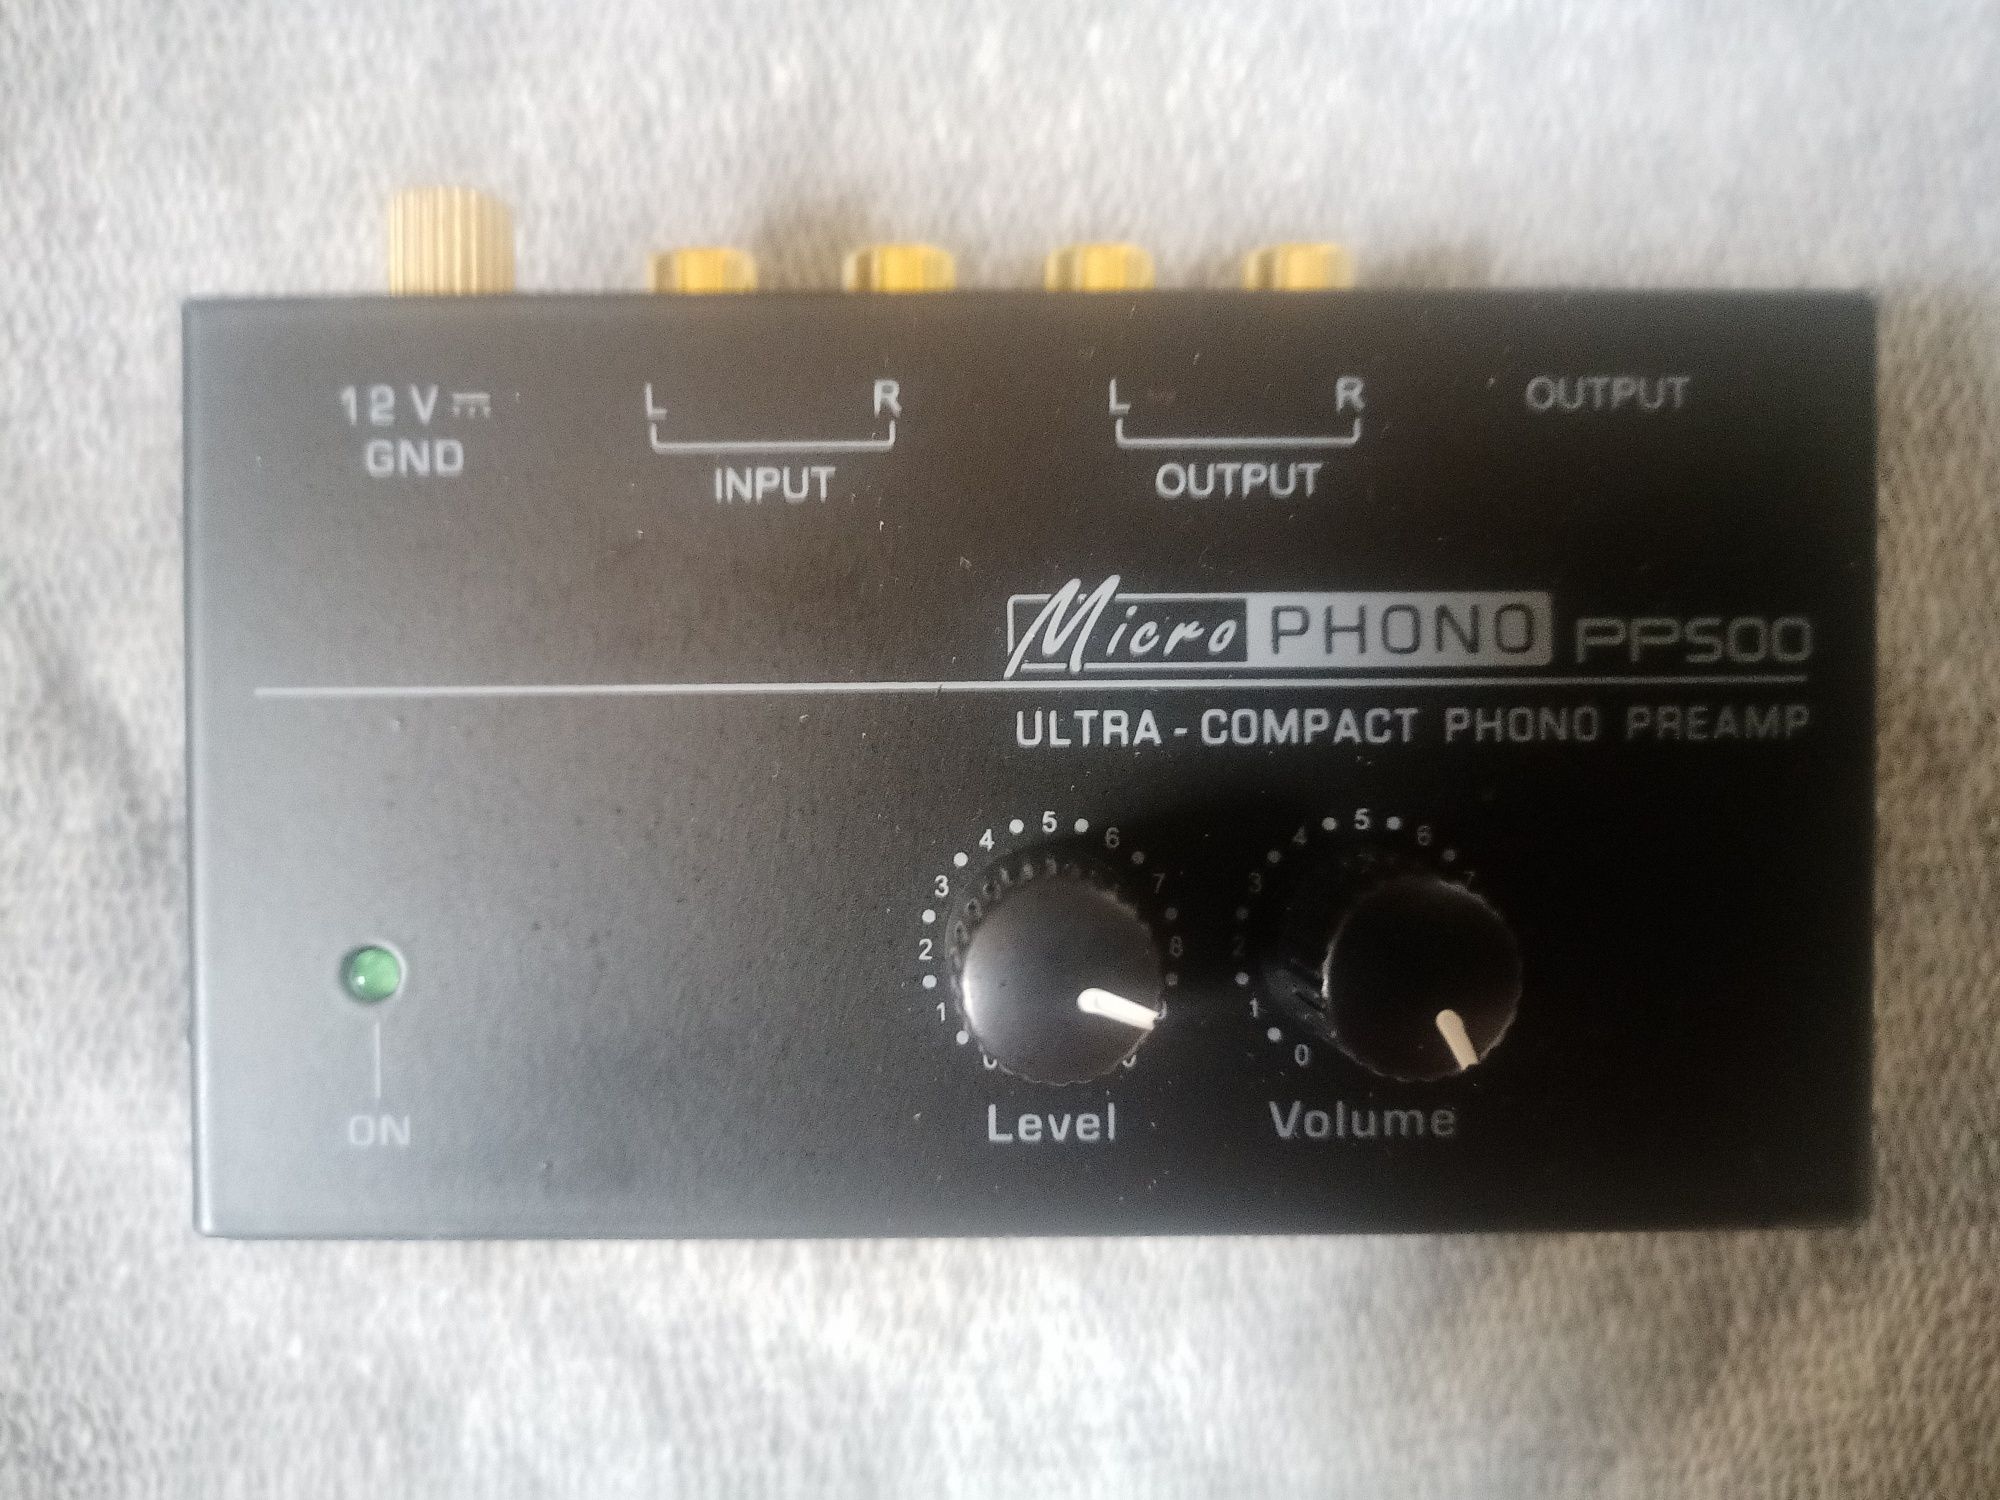 12 V
GND
L R
INPUT
L R
OUTPUT
OUTPUT
Micro PHONO PP500
ULTRA - COMPACT PHONO PREAMP
ON
1 2 3 4 5 6 7 8
Level
0 1 2 3 4 5 6 7
Volume